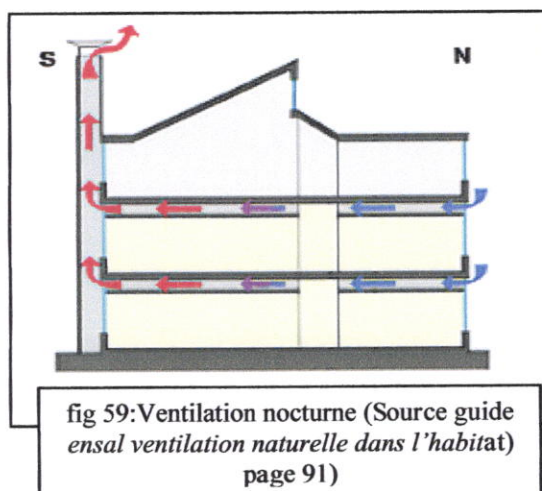 S N
fig 59:Ventilation nocturne (Source guide
ensal ventilation naturelle dans l'habitat)
page 91)